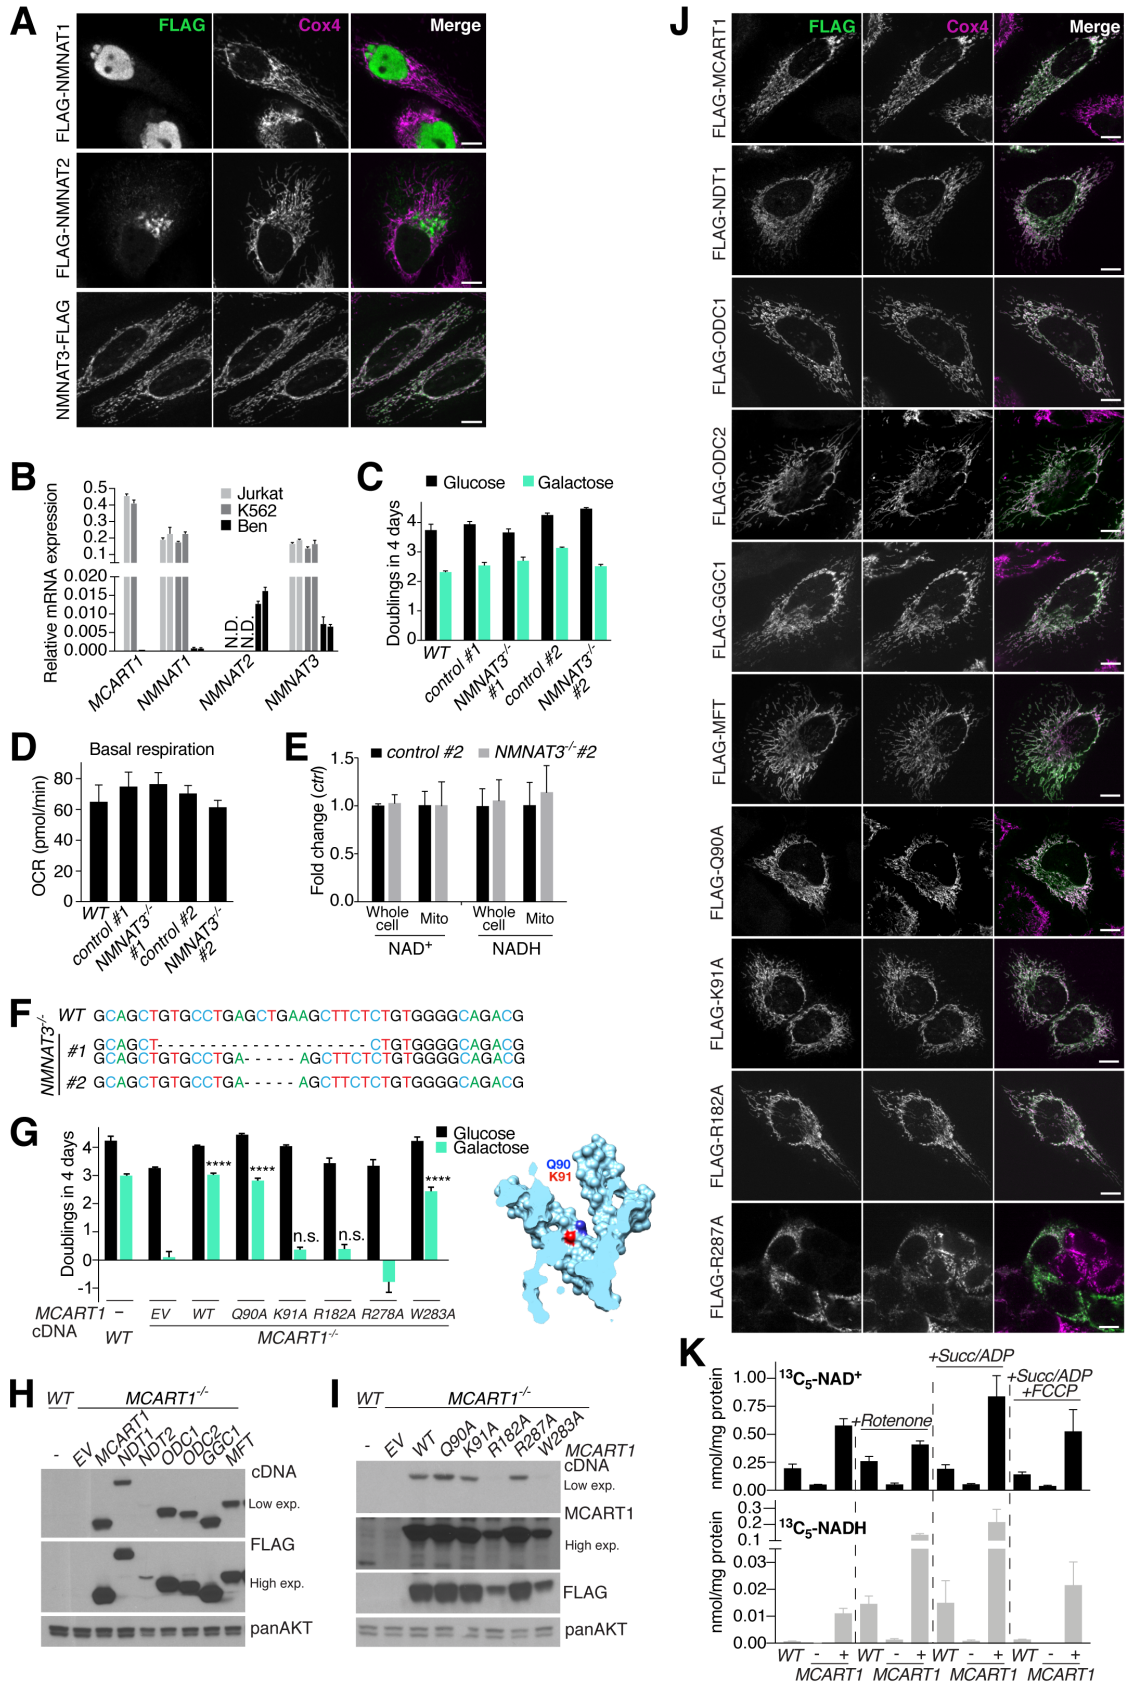 A
FLAG
Cox4
Merge
FLAG-NMNAT1
FLAG-NMNAT2
NMNAT3-FLAG
B
Relative mRNA expression
0.5
0.4
0.3
0.2
0.1
0.020
0.015
0.010
0.005
0.000
Jurkat
K562
Ben
N.D.
N.D.
MCART1
NMNAT1
NMNAT2
NMNAT3
C
Glucose
Galactose
Doublings in 4 days
4
3
2
1
0
WT
control #1
NMNAT3-/- #1
control #2
NMNAT3-/- #2
D
Basal respiration
OCR (pmol/min)
80
60
40
20
0
WT
control #1
NMNAT3-/- #1
control #2
NMNAT3-/- #2
E
control #2
NMNAT3-/-#2
Fold change (ctrl)
1.5
1.0
0.5
0.0
Whole cell
Mito
Whole cell
Mito
NAD+
NADH
F
WT GCAGCTGTGCCTGAGCTGAAGCTTCTCTGTGGGGCAGACG
NMNAT3-/-
#1
GCAGCT-------------------CTGTGGGGCAGACG
GCAGCTGTGCCTGA-----AGCTTCTCTGTGGGGCAGACG
#2 GCAGCTGTGCCTGA-----AGCTTCTCTGTGGGGCAGACG
G
Glucose
Galactose
Doublings in 4 days
4
3
2
1
0
-1
****
****
n.s.
n.s.
****
MCART1 cDNA
–
EV
WT
Q90A
K91A
R182A
R278A
W283A
WT
MCART1-/-
Q90
K91
H
WT
MCART1-/-
-
EV
MCART1
NDT1
NDT2
ODC1
ODC2
GGC1
MFT
cDNA
Low exp.
FLAG
High exp.
panAKT
I
WT
MCART1-/-
-
EV
WT
Q90A
K91A
R182A
R287A
W283A
MCART1
cDNA
Low exp.
MCART1
High exp.
FLAG
panAKT
J
FLAG
Cox4
Merge
FLAG-MCART1
FLAG-NDT1
FLAG-ODC1
FLAG-ODC2
FLAG-GGC1
FLAG-MFT
FLAG-Q90A
FLAG-K91A
FLAG-R182A
FLAG-R287A
K
13C5-NAD+
+Rotenone
+Succ/ADP
+Succ/ADP
+FCCP
nmol/mg protein
1.00
0.75
0.50
0.25
0.00
13C5-NADH
nmol/mg protein
0.3
0.2
0.1
0.03
0.02
0.01
0.00
WT - + WT - + WT - + WT - +
MCART1 MCART1 MCART1 MCART1